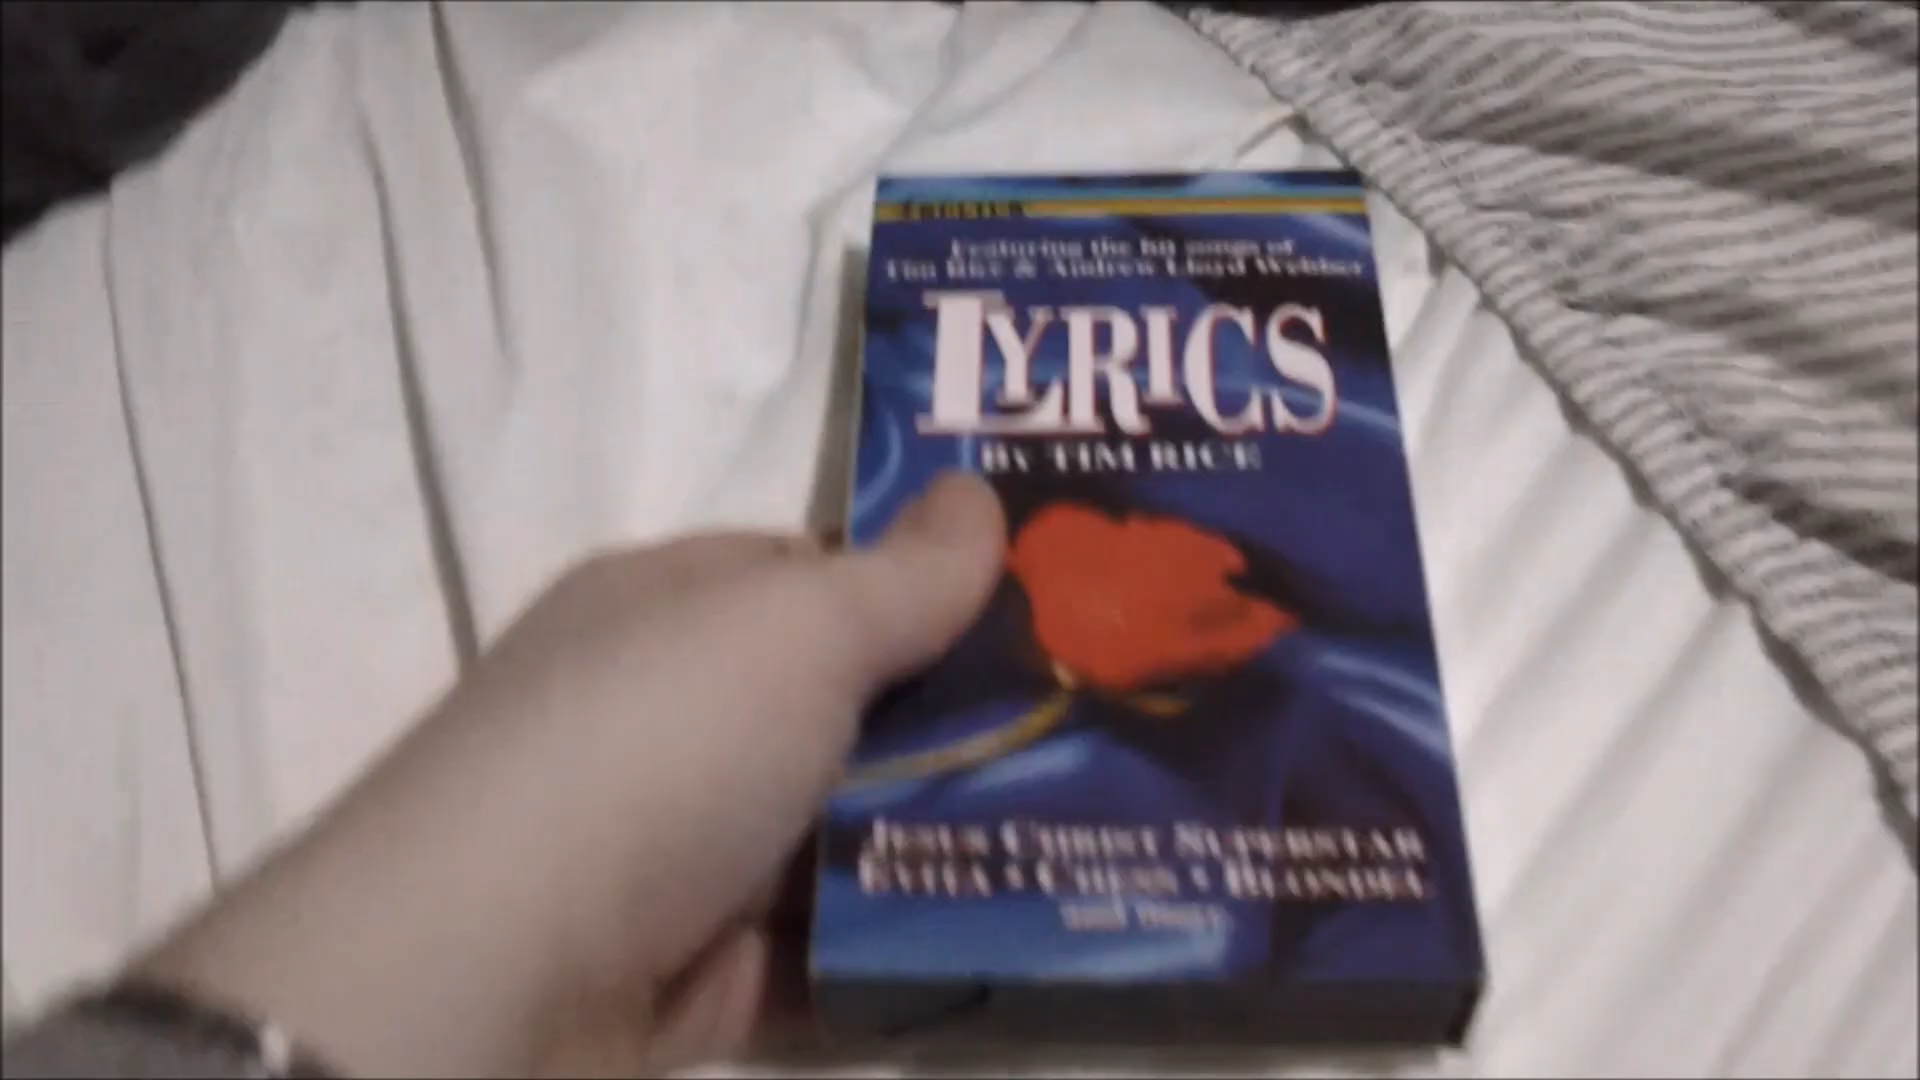 Featuring the hit songs of
Tim Rice & Andrew Lloyd Webber
LYRICS
BY TIM RICE
JESUS CHRIST SUPERSTAR
EVITA • CHESS • BLONDEL
and more